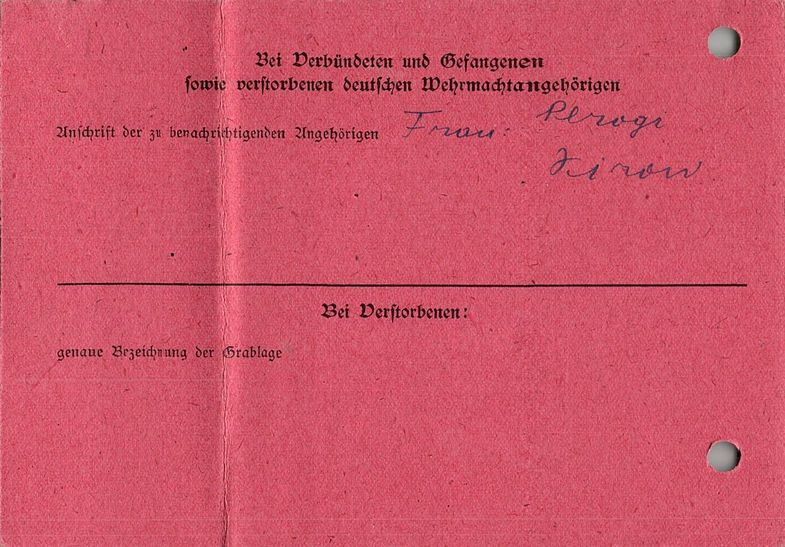 Bei Verbündeten und Gefangenen
sowie verstorbenen deutschen Wehrmachtangehörigen
Anschrift der zu benachrichtigenden Angehörigen Frau:
Bei Verstorbenen:
genaue Bezeichnung der Grablage